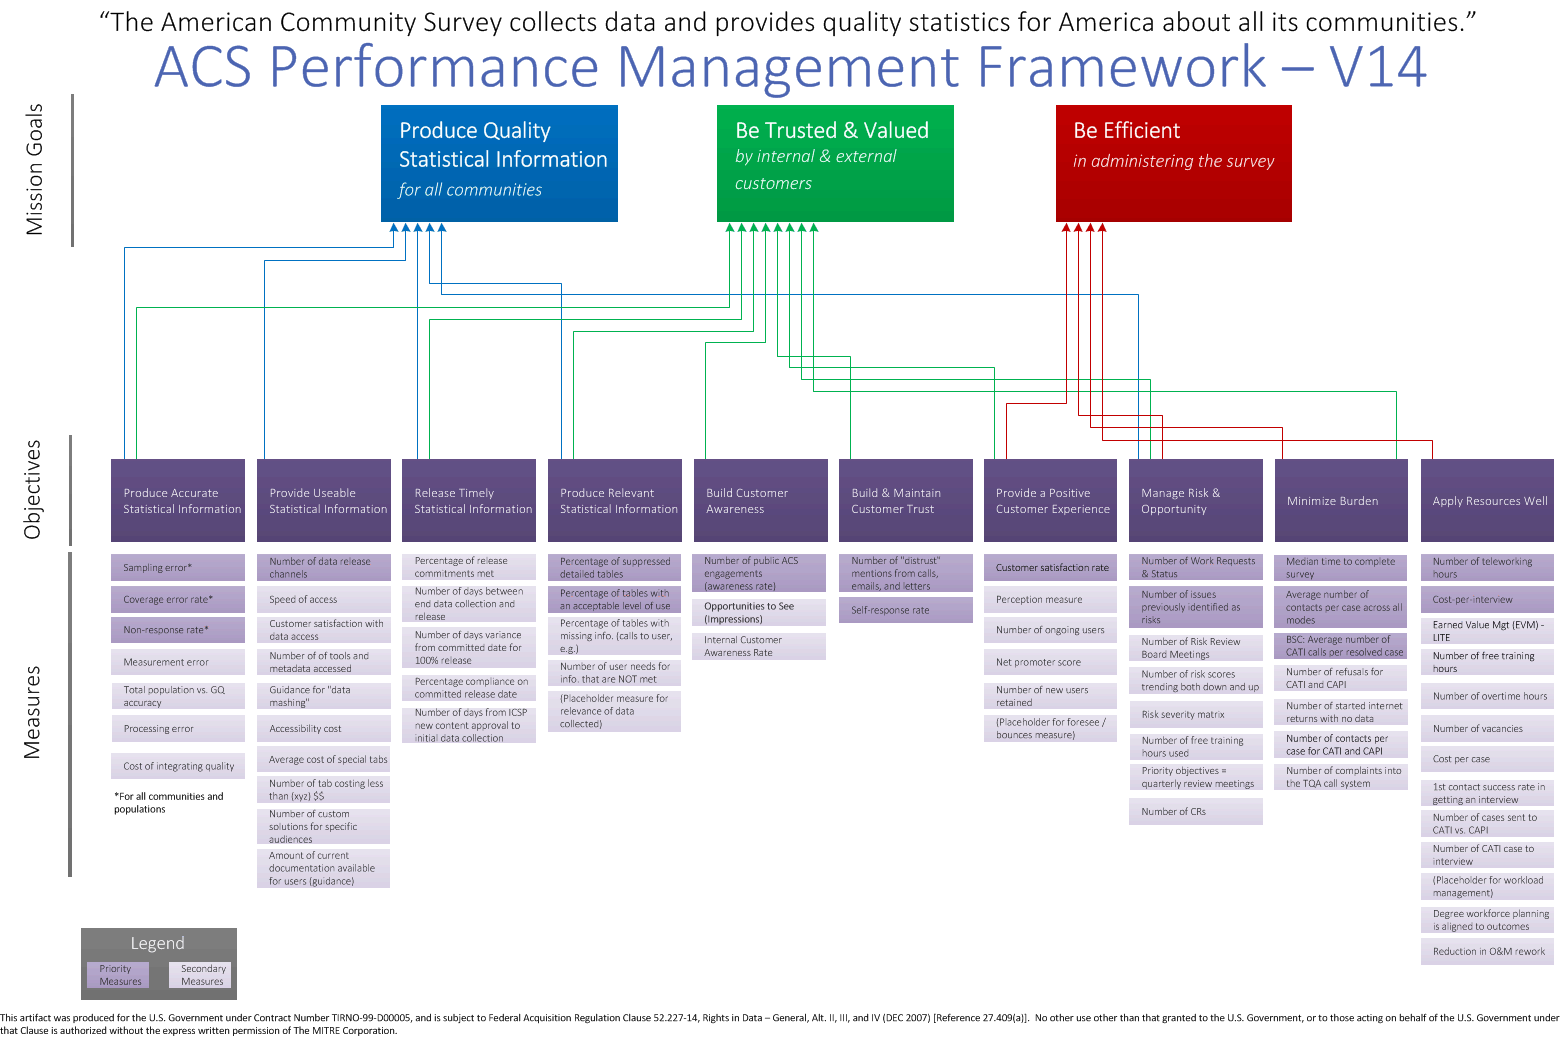 “The American Community Survey collects data and provides quality statistics for America about all its communities.”
ACS Performance Management Framework – V14
Mission Goals
Produce Quality
Statistical Information
for all communities
Be Trusted & Valued
by internal & external
customers
Be Efficient
in administering the survey
Objectives
Produce Accurate
Statistical Information
Provide Useable
Statistical Information
Release Timely
Statistical Information
Produce Relevant
Statistical Information
Build Customer
Awareness
Build & Maintain
Customer Trust
Provide a Positive
Customer Experience
Manage Risk &
Opportunity
Minimize Burden
Apply Resources Well
Measures
Sampling error*
Coverage error rate*
Non-response rate*
Measurement error
Total population vs. GQ
accuracy
Processing error
Cost of integrating quality
*For all communities and
populations
Number of data release
channels
Speed of access
Customer satisfaction with
data access
Number of of tools and
metadata accessed
Guidance for "data
mashing"
Accessibility cost
Average cost of special tabs
Number of tab costing less
than (xyz) $$
Number of custom
solutions for specific
audiences
Amount of current
documentation available
for users (guidance)
Percentage of release
commitments met
Number of days between
end data collection and
release
Number of days variance
from committed date for
100% release
Percentage compliance on
committed release date
Number of days from ICSP
new content approval to
initial data collection
Percentage of suppressed
detailed tables
Percentage of tables with
an acceptable level of use
Percentage of tables with
missing info. (calls to user,
e.g.)
Number of user needs for
info. that are NOT met
(Placeholder measure for
relevance of data
collected)
Number of public ACS
engagements
(awareness rate)
Opportunities to See
(Impressions)
Internal Customer
Awareness Rate
Number of "distrust"
mentions from calls,
emails, and letters
Self-response rate
Customer satisfaction rate
Perception measure
Number of ongoing users
Net promoter score
Number of new users
retained
(Placeholder for foresee /
bounces measure)
Number of Work Requests
& Status
Number of issues
previously identified as
risks
Number of Risk Review
Board Meetings
Number of risk scores
trending both down and up
Risk severity matrix
Number of free training
hours used
Priority objectives =
quarterly review meetings
Number of CRs
Median time to complete
survey
Average number of
contacts per case across all
modes
BSC: Average number of
CATI calls per resolved case
Number of refusals for
CATI and CAPI
Number of started internet
returns with no data
Number of contacts per
case for CATI and CAPI
Number of complaints into
the TQA call system
Number of teleworking
hours
Cost-per-interview
Earned Value Mgt (EVM) -
LITE
Number of free training
hours
Number of overtime hours
Number of vacancies
Cost per case
1st contact success rate in
getting an interview
Number of cases sent to
CATI vs. CAPI
Number of CATI case to
interview
(Placeholder for workload
management)
Degree workforce planning
is aligned to outcomes
Reduction in O&M rework
Legend
Priority
Measures
Secondary
Measures
This artifact was produced for the U.S. Government under Contract Number TIRNO-99-D00005, and is subject to Federal Acquisition Regulation Clause 52.227-14, Rights in Data – General, Alt. II, III, and IV (DEC 2007) [Reference 27.409(a)].  No other use other than that granted to the U.S. Government, or to those acting on behalf of the U.S. Government under
that Clause is authorized without the express written permission of The MITRE Corporation.